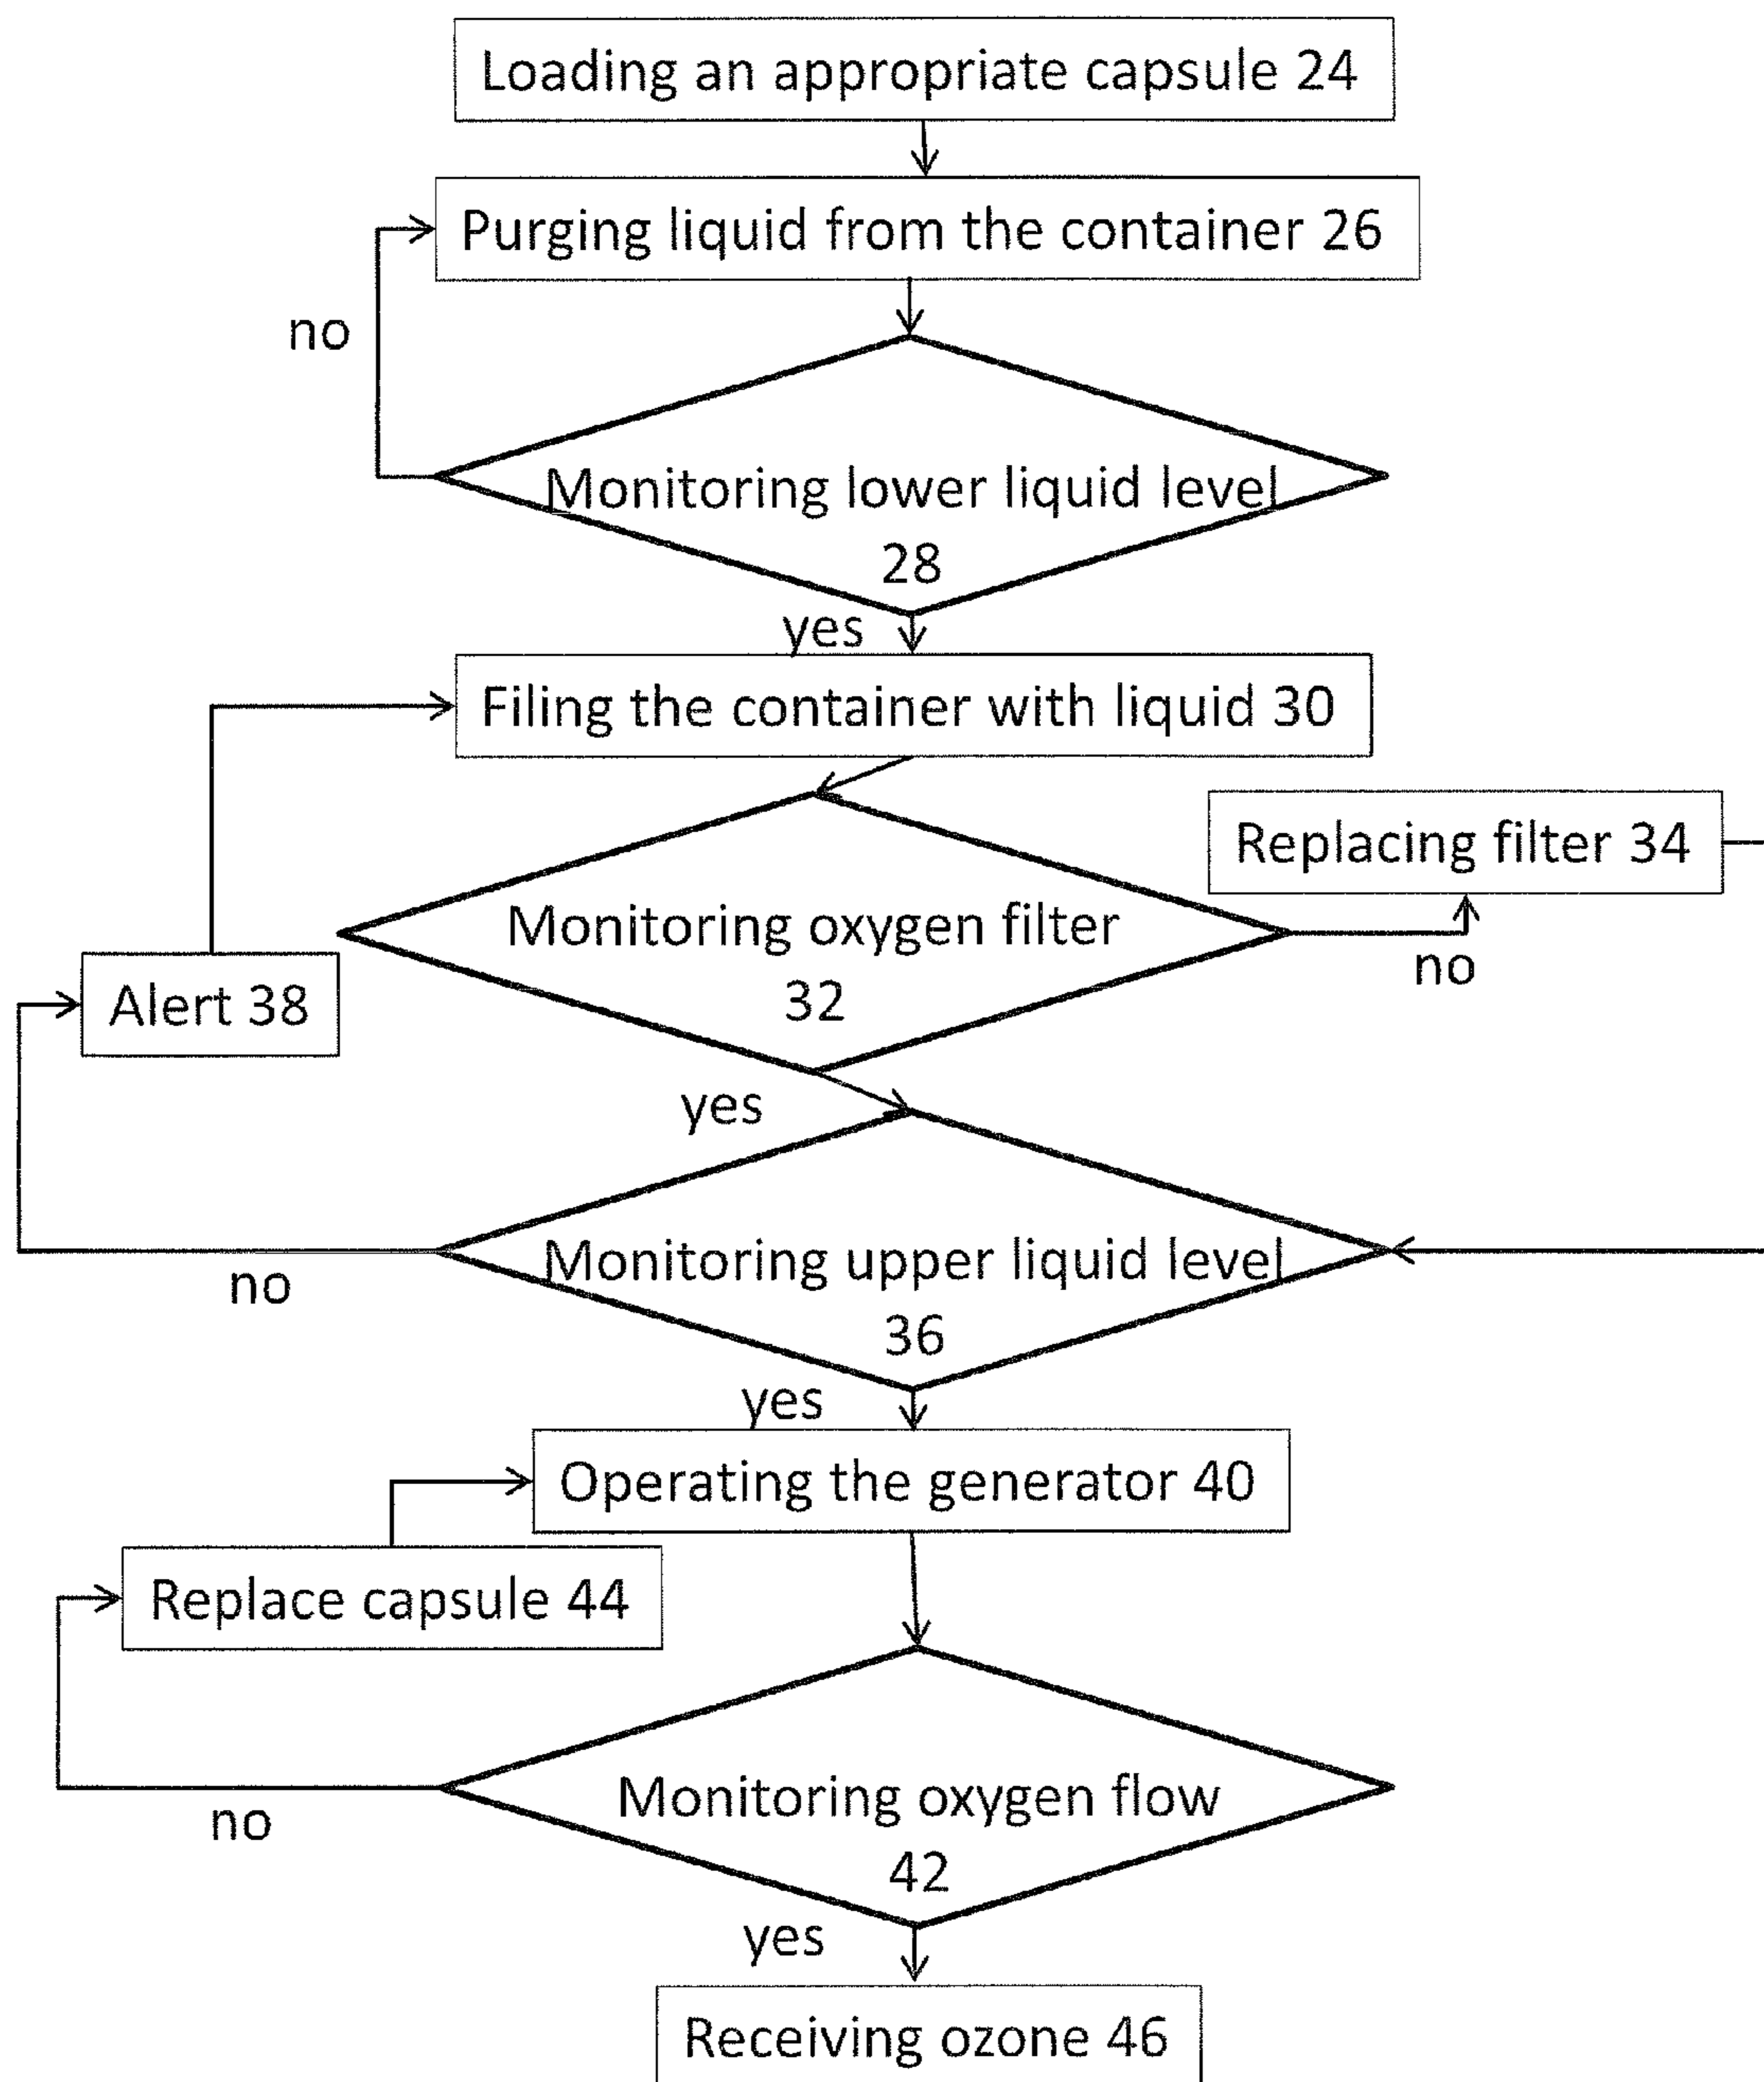 Loading an appropriate capsule 24
Purging liquid from the container 26
no
Monitoring lower liquid level
28
yes
Filing the container with liquid 30
Replacing filter 34
Monitoring oxygen filter
32
no
Alert 38
yes
Monitoring upper liquid level
36
no
yes
Operating the generator 40
Replace capsule 44
Monitoring oxygen flow
42
no
yes
Receiving ozone 46